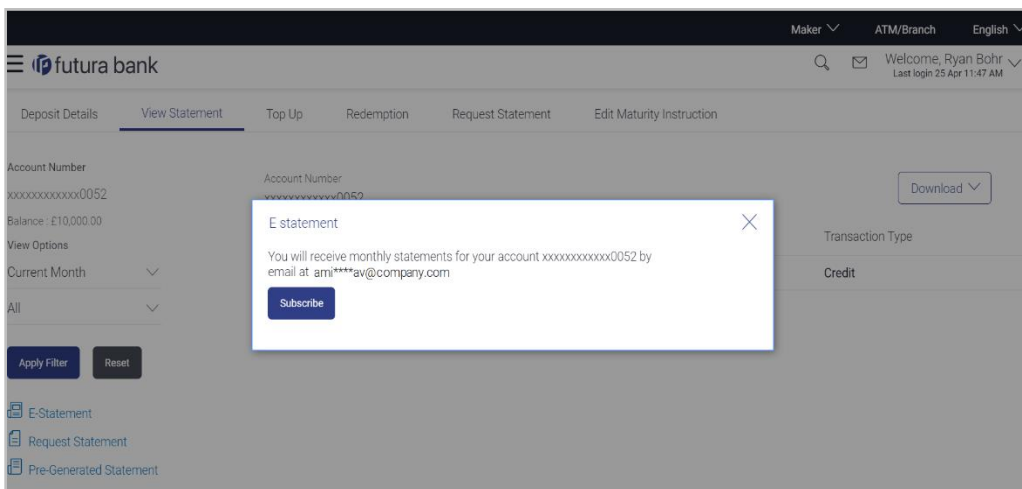 Maker ATM/Branch English
futura bank Welcome, Ryan Bohr
Last login 25 Apr 11:47 AM
Deposit Details View Statement Top Up Redemption Request Statement Edit Maturity Instruction
Account Number
xxxxxxxxxxxx0052
Balance : £10,000.00
View Options
Current Month
All
Apply Filter Reset
E-Statement
Request Statement
Pre-Generated Statement
Account Number
xxxxxxxxxxxx0052
Download
Transaction Type
Credit
E statement
You will receive monthly statements for your account xxxxxxxxxxxx0052 by
email at ami****av@company.com
Subscribe